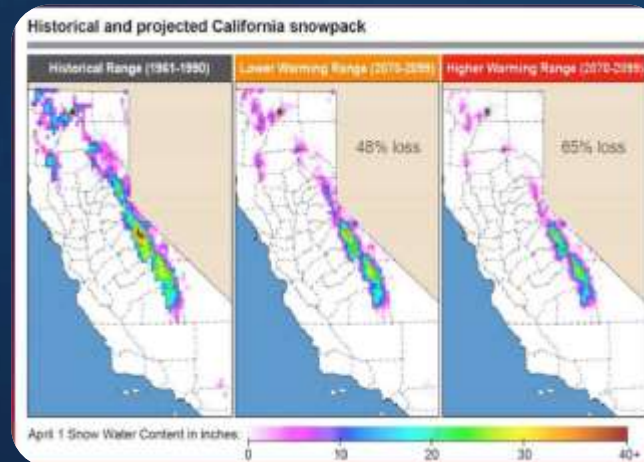 Historical and projected California snowpack
Historical Range (1961-1990)
Lower Warming Range (2070-2099)
Higher Warming Range (2070-2099)
48% loss
65% loss
April 1 Snow Water Content in inches:
0
10
20
30
40+